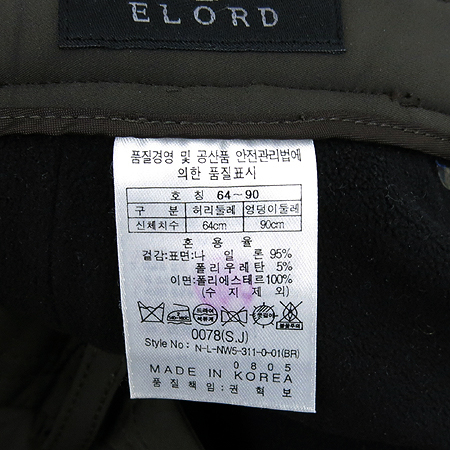 ELORD
품질경영 및 공산품 안전관리법에
의한 품질표시
호 칭 64~90
구 분 허리둘레 엉덩이둘레
신체치수 64cm 90cm
혼 용 율
겉감:표면:나 일 론 95%
폴리우레탄 5%
이면:폴리에스테르100%
(수 지 제 외)
드라이
0078(S.J)
Style No : N-L-NW5-311-0-01(BR)
0805
MADE IN KOREA
품 질 책 임 : 권 혁 보